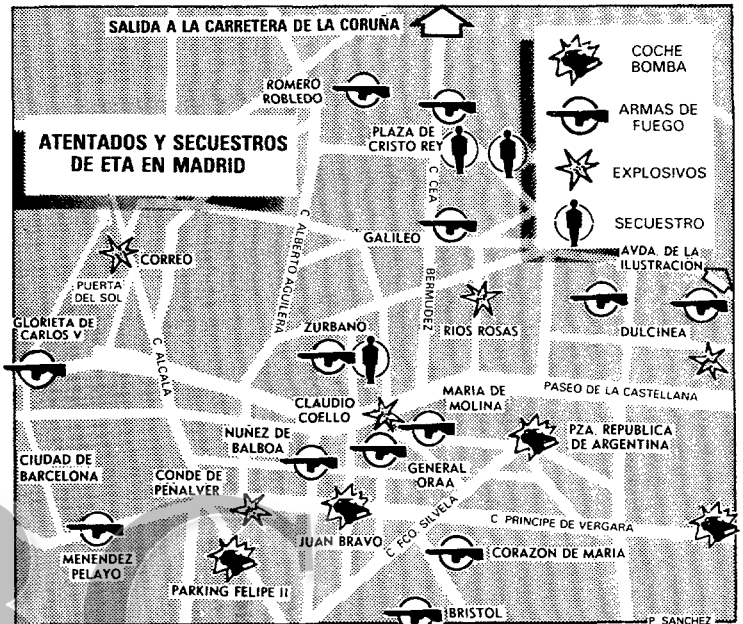 SALIDA A LA CARRETERA DE LA CORUÑA
ATENTADOS Y SECUESTROS
DE ETA EN MADRID
COCHE
BOMBA
ARMAS DE
FUEGO
EXPLOSIVOS
SECUESTRO
ROMERO
ROBLEDO
PLAZA DE
CRISTO REY
C CEA
BERMUDEZ
GALILEO
C ALBERTO AGUILERA
AVDA. DE LA
ILUSTRACIÓN
CORREO
PUERTA
DEL SOL
GLORIETA DE
CARLOS V
C ALCALA
ZURBANO
RIOS ROSAS
DULCINEA
PASEO DE LA CASTELLANA
CLAUDIO
COELLO
MARIA DE
MOLINA
PZA. REPUBLICA
DE ARGENTINA
NUÑEZ DE
BALBOA
GENERAL
ORAA
CIUDAD DE
BARCELONA
CONDE DE
PEÑALVER
JUAN BRAVO
C FCO. SILVELA
C PRINCIPE DE VERGARA
MENENDEZ
PELAYO
PARKING FELIPE II
CORAZON DE MARIA
BRISTOL
P. SANCHEZ